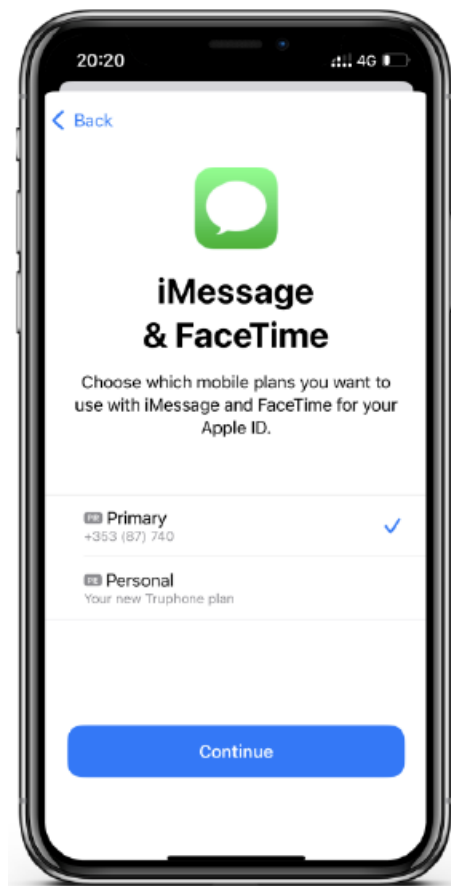 20:20
4G
Back
iMessage
& FaceTime
Choose which mobile plans you want to
use with iMessage and FaceTime for your
Apple ID.
Primary
+353 (87) 740
Personal
Your new Truphone plan
Continue